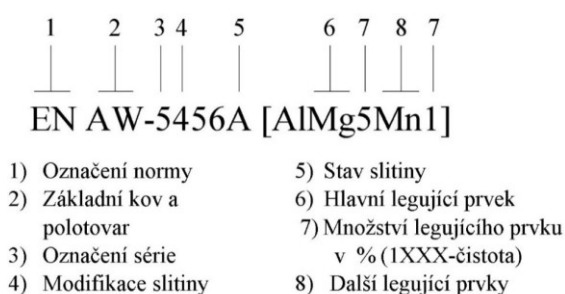 1 2 3 4 5 6 7 8 7
EN AW-5456A [AlMg5Mn1]
1) Označení normy
2) Základní kov a
polotovar
3) Označení série
4) Modifikace slitiny
5) Stav slitiny
6) Hlavní legující prvek
7) Množství legujícího prvku
v % (1XXX-čistota)
8) Další legující prvky